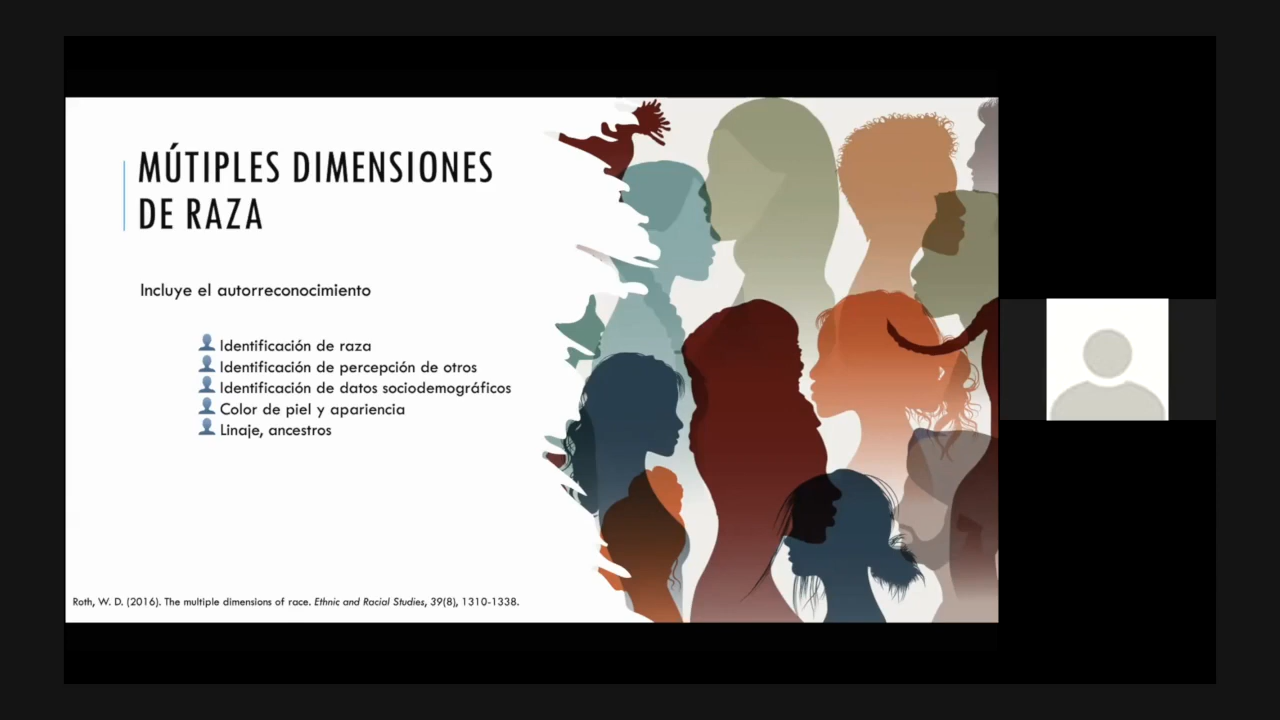 MÚTIPLES DIMENSIONES
DE RAZA
Incluye el autorreconocimiento
Identificación de raza
Identificación de percepción de otros
Identificación de datos sociodemográficos
Color de piel y apariencia
Linaje, ancestros
Roth, W. D. (2016). The multiple dimensions of race. Ethnic and Racial Studies, 39(8), 1310-1338.